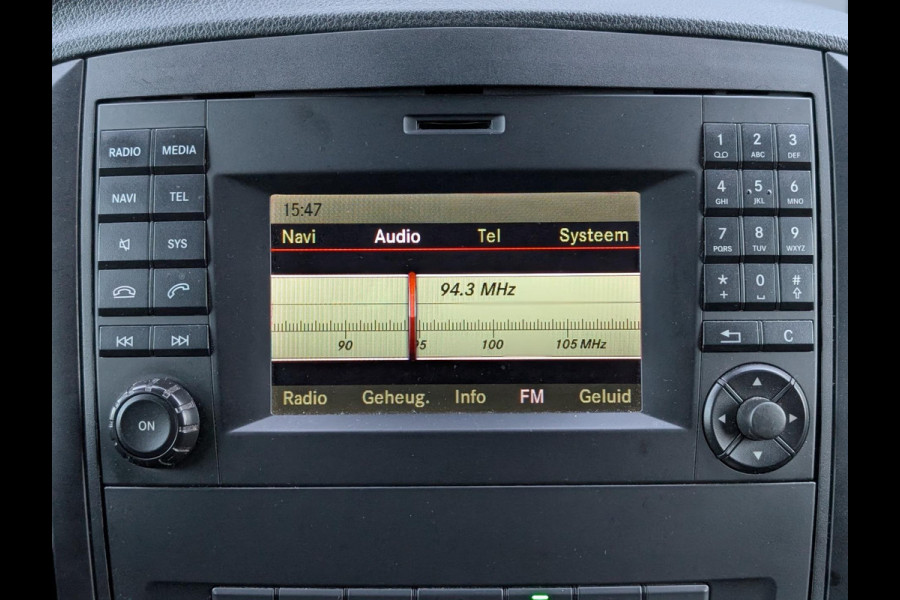 RADIO MEDIA
NAVI TEL
SYS
ON
15:47
Navi Audio Tel Systeem
94.3 MHz
90 95 100 105 MHz
Radio Geheug. Info FM Geluid
1 2 3
ABC DEF
4 5 6
GHI JKL MNO
7 8 9
PQRS TUV WXYZ
* 0 #
+
C